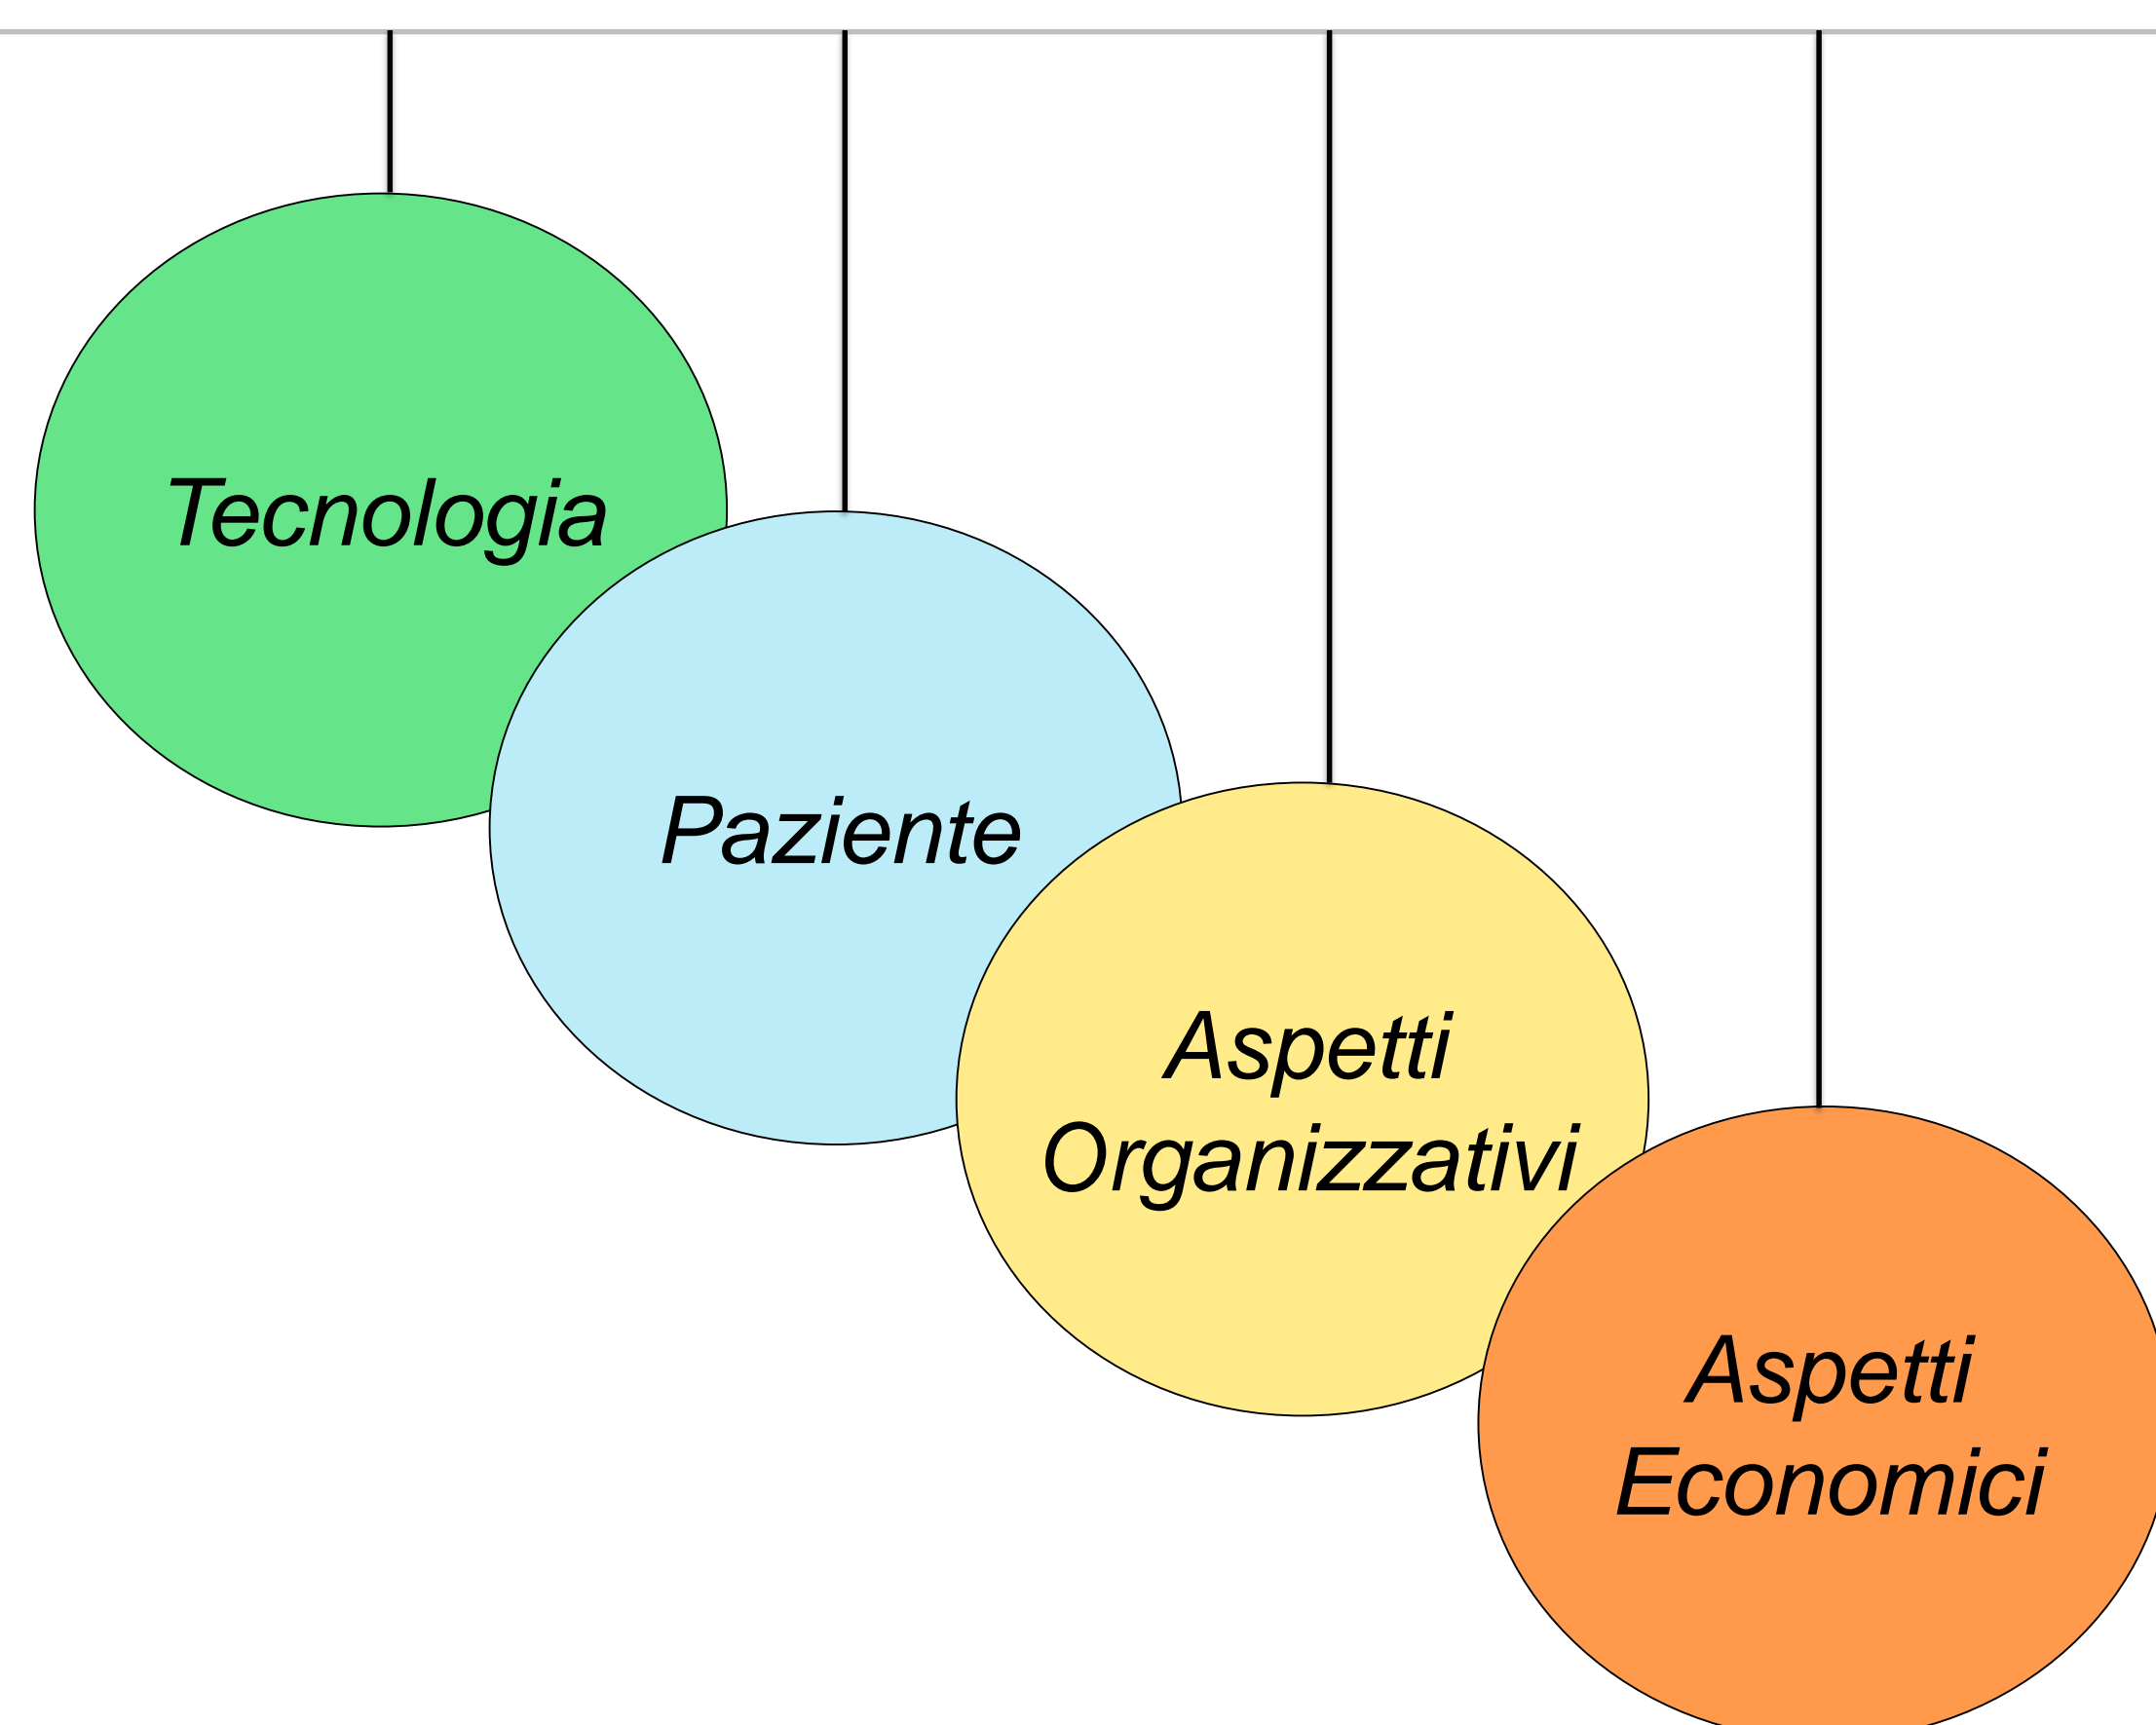 Tecnologia
Paziente
Aspetti
Organizzativi
Aspetti
Economici